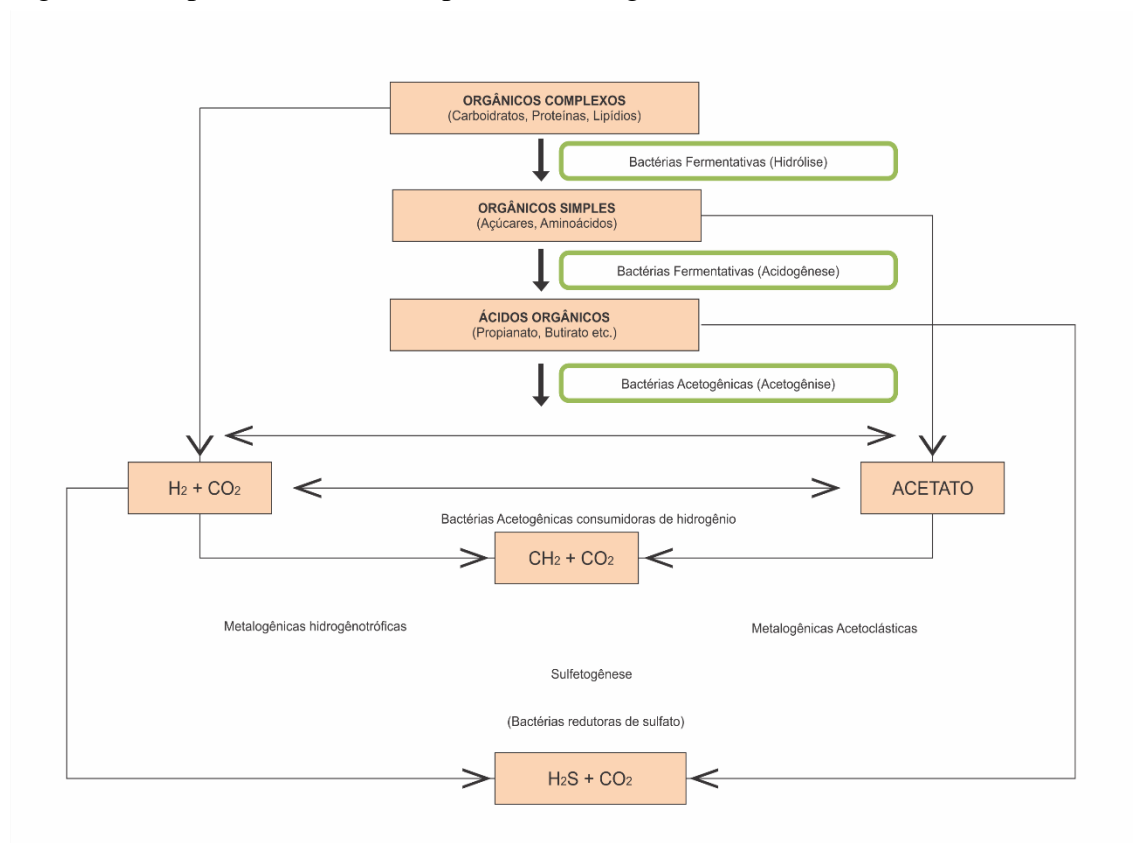 ORGÂNICOS COMPLEXOS
(Carboidratos, Proteínas, Lipídios)
Bactérias Fermentativas (Hidrólise)
ORGÂNICOS SIMPLES
(Açúcares, Aminoácidos)
Bactérias Fermentativas (Acidogênese)
ÁCIDOS ORGÂNICOS
(Propianato, Butirato etc.)
Bactérias Acetogênicas (Acetogênise)
H2 + CO2
ACETATO
Bactérias Acetogênicas consumidoras de hidrogênio
CH2 + CO2
Metalogênicas hidrogênotróficas
Metalogênicas Acetoclásticas
Sulfetogênese
(Bactérias redutoras de sulfato)
H2S + CO2